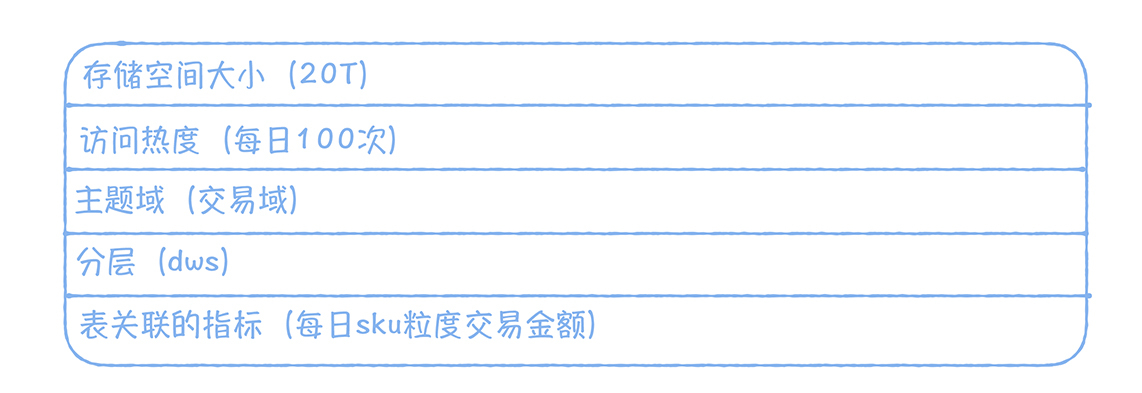 存储空间大小（20T）
访问热度（每日100次）
主题域（交易域）
分层（dws）
表关联的指标（每日sku粒度交易金额）